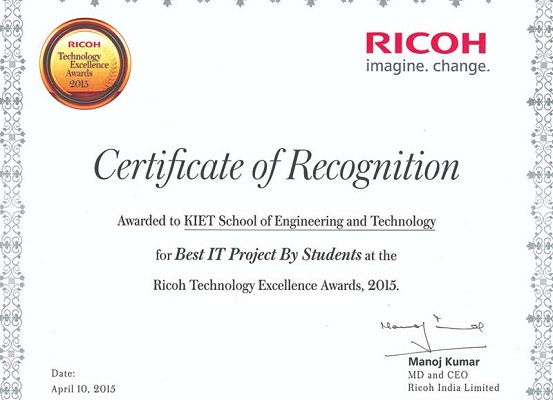 RICOH
Technology
Excellence
Awards
2015
RICOH
imagine. change.
Certificate of Recognition
Awarded to KIET School of Engineering and Technology
for Best IT Project By Students at the
Ricoh Technology Excellence Awards, 2015.
Manoj Kumar
MD and CEO
Ricoh India Limited
Date:
April 10, 2015